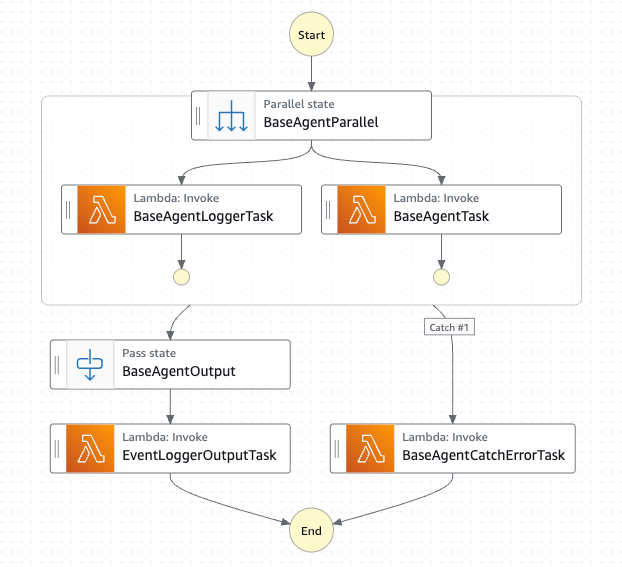 Start
Parallel state
BaseAgentParallel
Lambda: Invoke
BaseAgentLoggerTask
Lambda: Invoke
BaseAgentTask
Catch #1
Pass state
BaseAgentOutput
Lambda: Invoke
EventLoggerOutputTask
Lambda: Invoke
BaseAgentCatchErrorTask
End